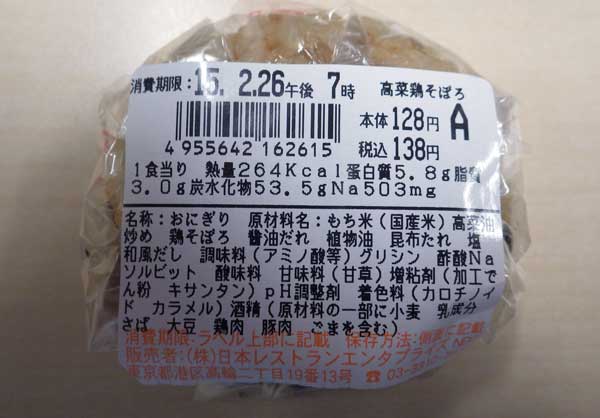 消費期限:15. 2.26午後 7時 高菜鶏そぼろ
本体128円 A
4955642162615
税込138円
1食当り 熱量264Kcal蛋白質5.8g脂質
3.0g炭水化物53.5gNa503mg
名称:おにぎり 原材料名:もち米(国産米)高菜油
炒め 鶏そぼろ 醤油だれ 植物油 昆布たれ 塩
和風だし 調味料(アミノ酸等)グリシン 酢酸Na
ソルビット 酸味料 甘味料(甘草)増粘剤(加工で
ん粉 キサンタン)pH調整剤 着色料(カロチノイ
ド カラメル)酒精(原材料の一部に小麦 乳成分
さば 大豆 鶏肉 豚肉 ごまを含む)
消費期限:ラベル上部に記載 保存方法:側面に記載
販売者:(株)日本レストランエンタプライズ
東京都港区高輪二丁目19番13号 ☎03-